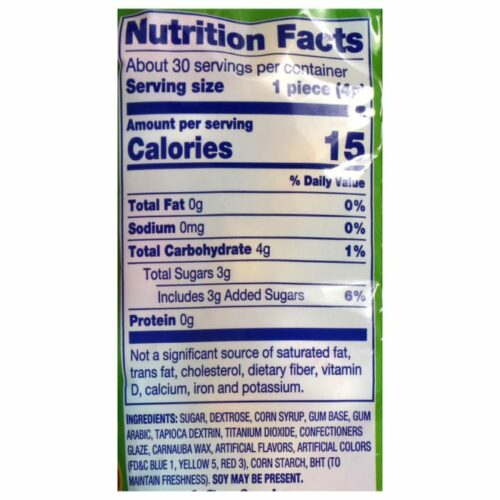 Nutrition Facts
About 30 servings per container
Serving size 1 piece (4g)
Amount per serving
Calories 15
% Daily Value
Total Fat 0g 0%
Sodium 0mg 0%
Total Carbohydrate 4g 1%
Total Sugars 3g
Includes 3g Added Sugars 6%
Protein 0g
Not a significant source of saturated fat,
trans fat, cholesterol, dietary fiber, vitamin
D, calcium, iron and potassium.
INGREDIENTS: SUGAR, DEXTROSE, CORN SYRUP, GUM BASE, GUM
ARABIC, TAPIOCA DEXTRIN, TITANIUM DIOXIDE, CONFECTIONERS
GLAZE, CARNAUBA WAX, ARTIFICIAL FLAVORS, ARTIFICIAL COLORS
(FD&C BLUE 1, YELLOW 5, RED 3), CORN STARCH, BHT (TO
MAINTAIN FRESHNESS). SOY MAY BE PRESENT.